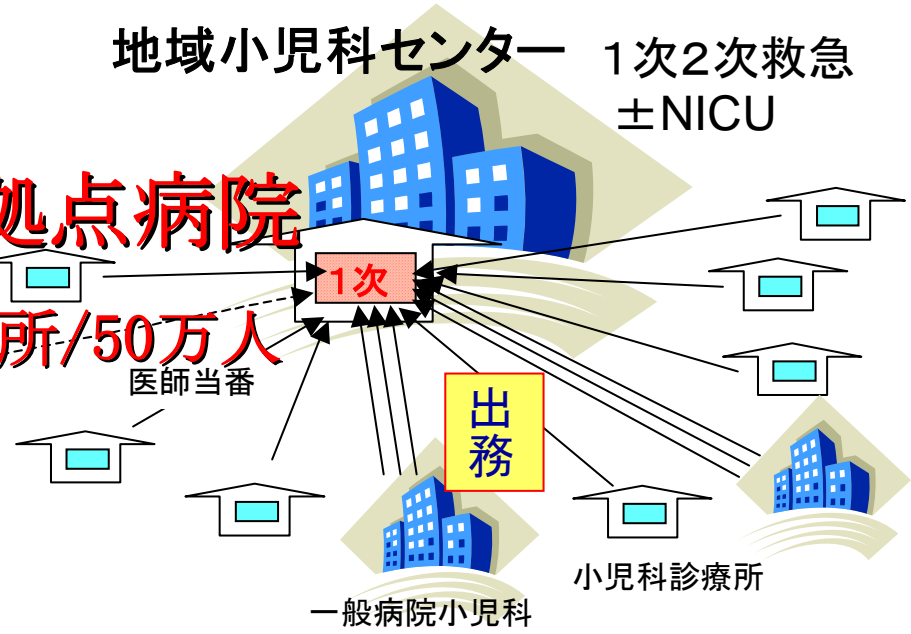 地域小児科センター
1次2次救急
±NICU
処点病院
1次
所/50万人
医師当番
出
務
小児科診療所
一般病院小児科